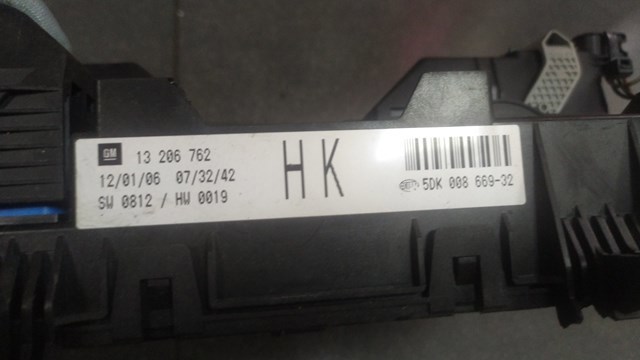 GM 13 206 762
12/01/06 07/32/42
SW 0812 / HW 0019
HK
5DK 008 669-32